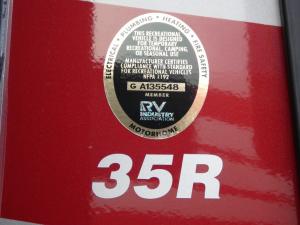 ELECTRICAL • PLUMBING • HEATING • FIRE SAFETY
THIS RECREATIONAL
VEHICLE IS DESIGNED
FOR TEMPORARY
RECREATIONAL, CAMPING,
OR SEASONAL USE
MANUFACTURER CERTIFIES
COMPLIANCE WITH STANDARD
FOR RECREATIONAL VEHICLES
NFPA 1192
G A135548
MEMBER
RV
INDUSTRY
ASSOCIATION
MOTORHOME
35R